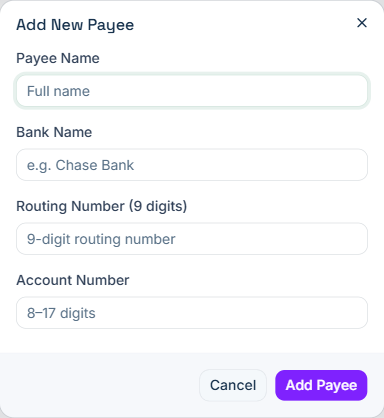 Add New Payee
Payee Name
Full name
Bank Name
e.g. Chase Bank
Routing Number (9 digits)
9-digit routing number
Account Number
8–17 digits
Cancel Add Payee